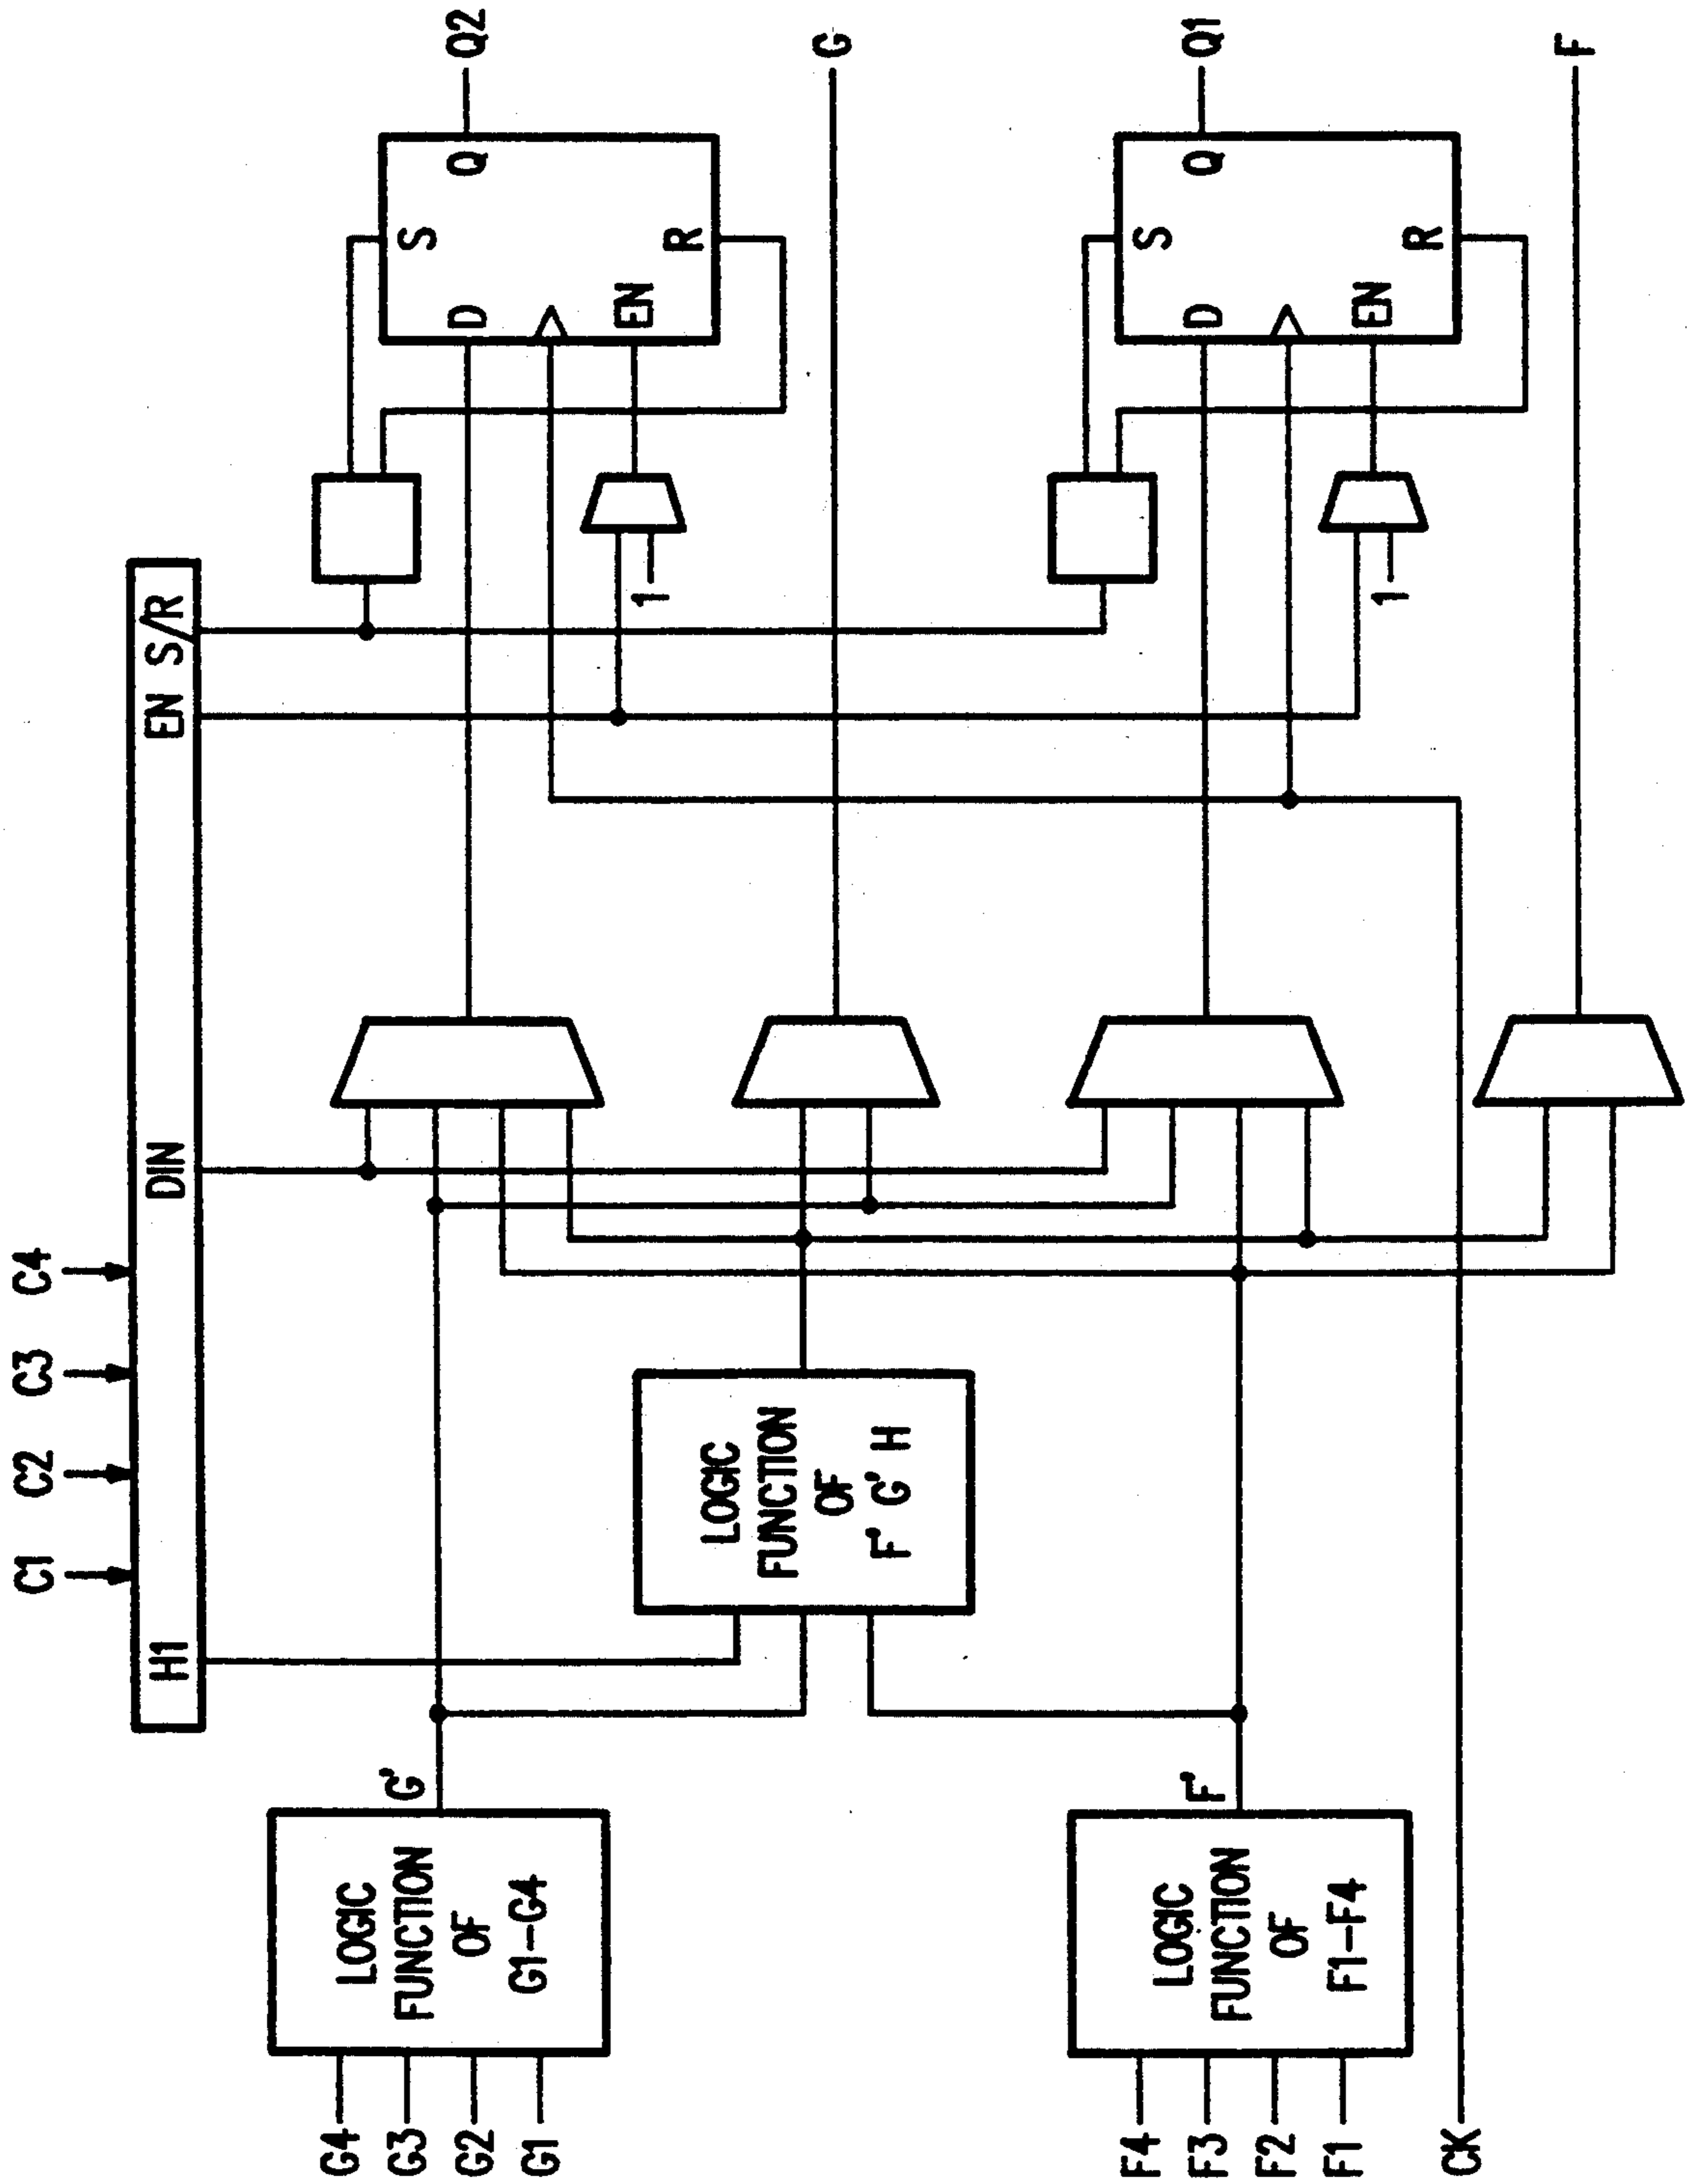 C1 C2 C3 C4
H1 DIN EN S/R
G4
G3
G2
G1
LOGIC
FUNCTION
OF
G1-G4
G'
LOGIC
FUNCTION
OF
F' G' H
S
D Q
EN
R
1
Q2
G
F4
F3
F2
F1
LOGIC
FUNCTION
OF
F1-F4
F'
S
D Q
EN
R
1
Q1
F
CK